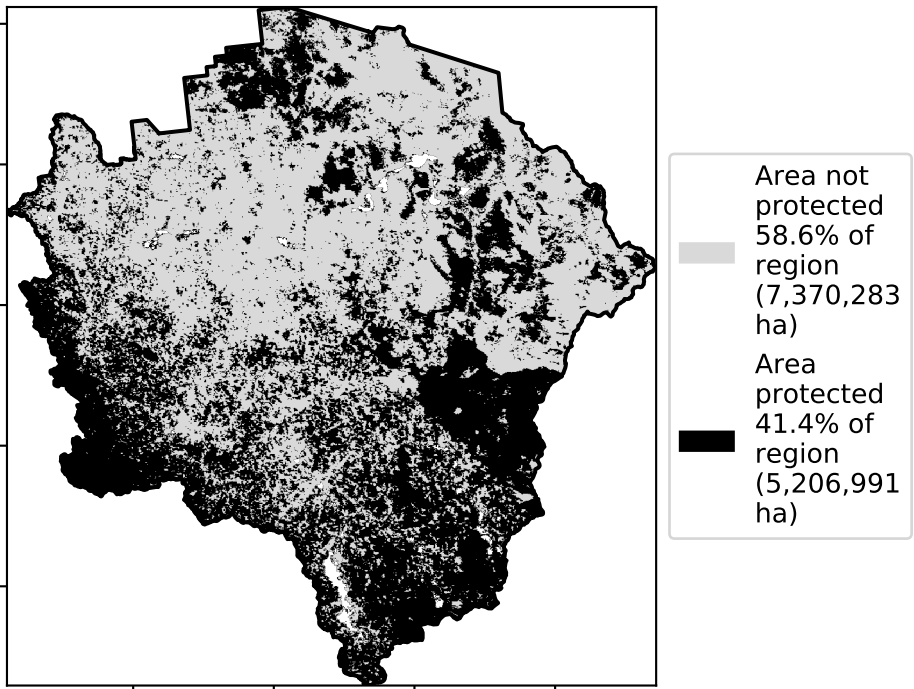 Area not
protected
58.6% of
region
(7,370,283
ha)
Area
protected
41.4% of
region
(5,206,991
ha)